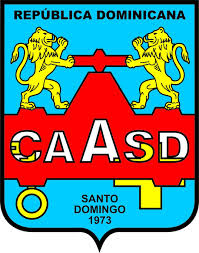 REPÚBLICA DOMINICANA
CAASD
SANTO
DOMINGO
1973